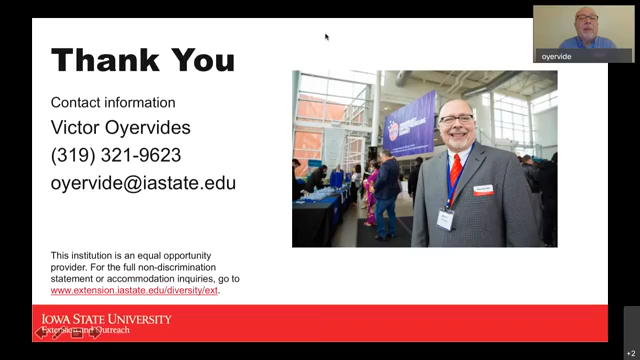 Thank You
Contact information
Victor Oyervides
(319) 321-9623
oyervide@iastate.edu
This institution is an equal opportunity
provider. For the full non-discrimination
statement or accommodation inquiries, go to
www.extension.iastate.edu/diversity/ext.
IOWA STATE UNIVERSITY
Extension and Outreach
oyervide
+2